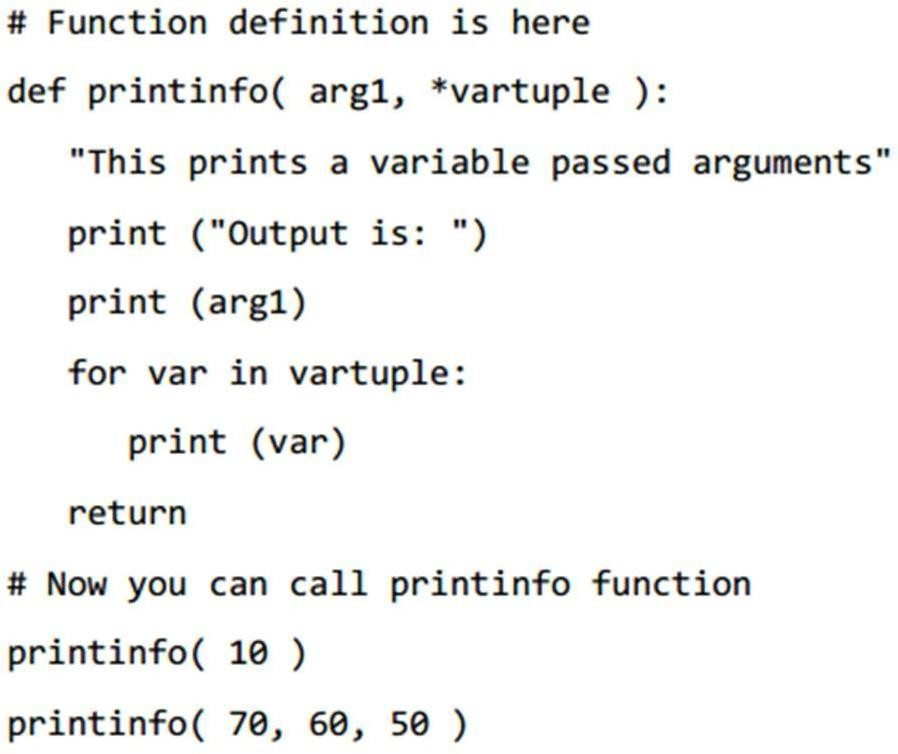 # Function definition is here
def printinfo( arg1, *vartuple ):
   "This prints a variable passed arguments"
   print ("Output is: ")
   print (arg1)
   for var in vartuple:
      print (var)
   return
# Now you can call printinfo function
printinfo( 10 )
printinfo( 70, 60, 50 )